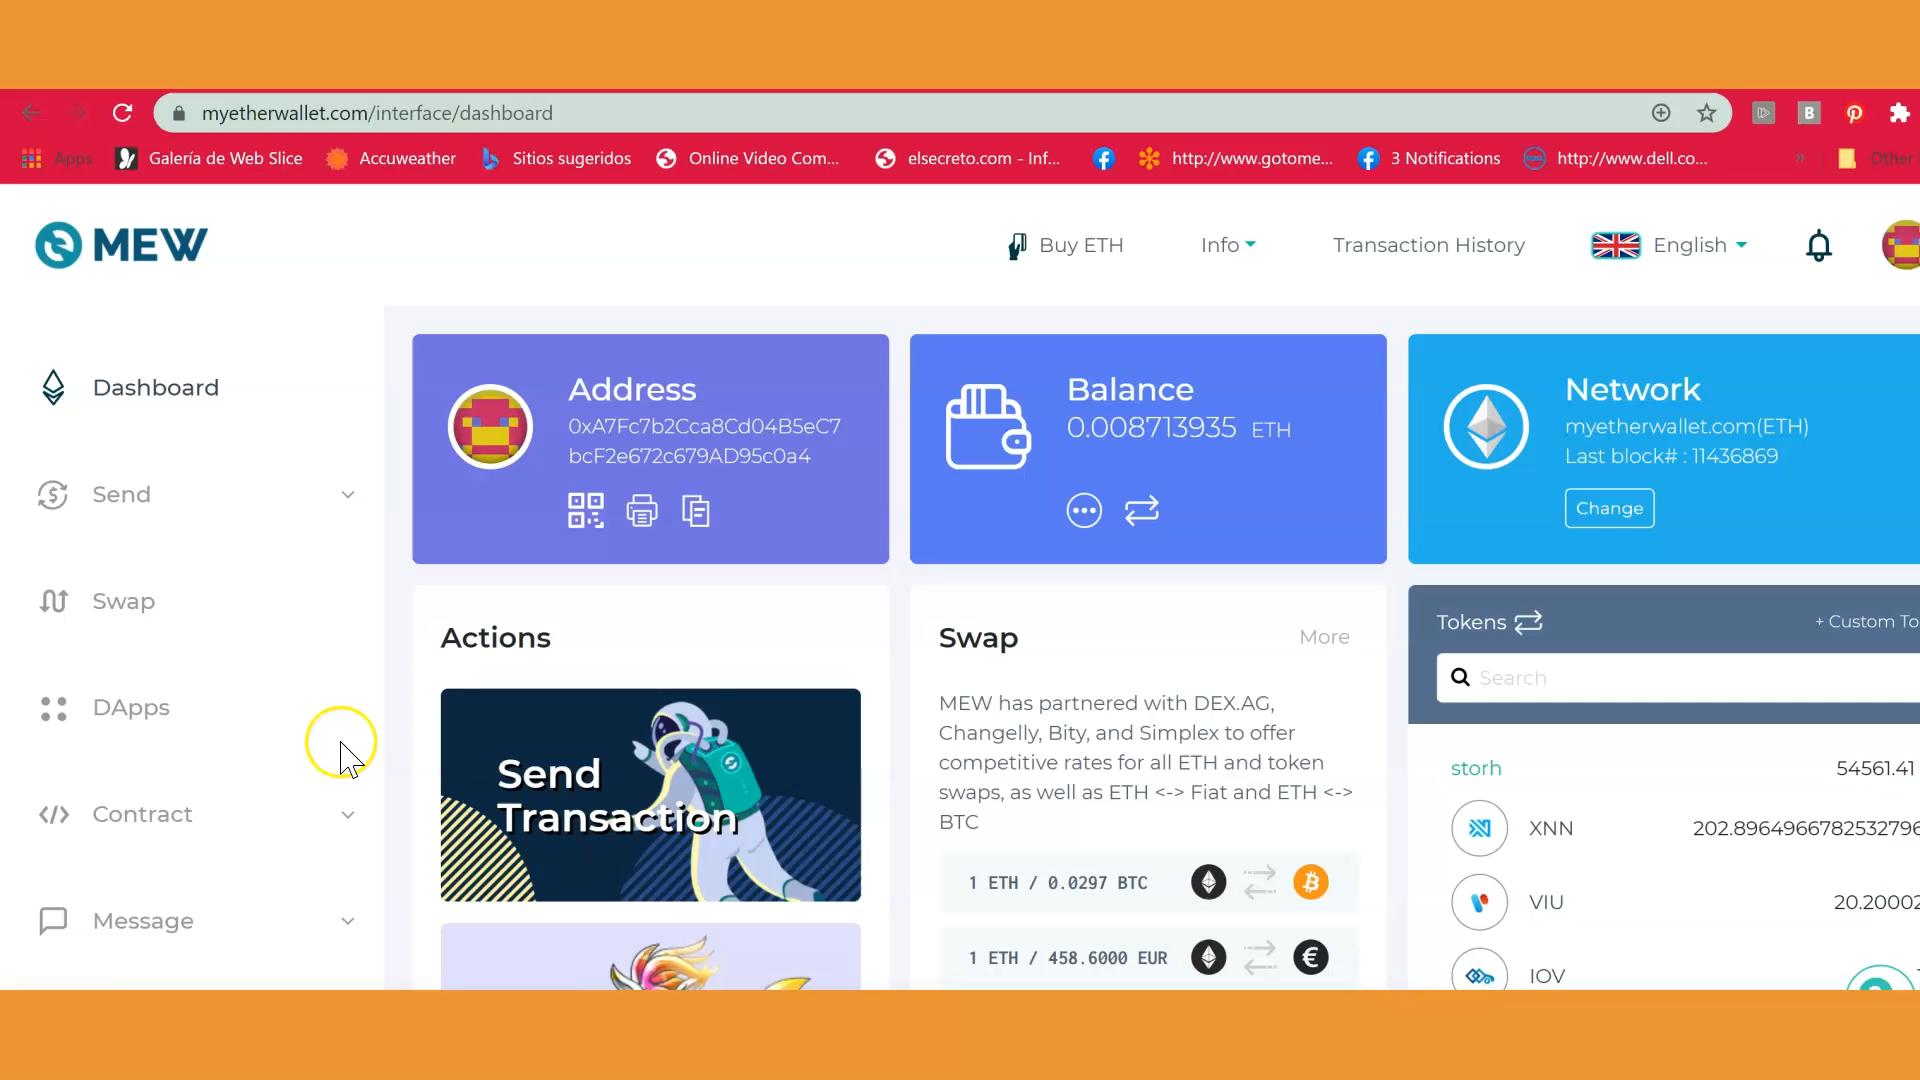 myetherwallet.com/interface/dashboard
Apps Galería de Web Slice Accuweather Sitios sugeridos Online Video Com... elsecreto.com - Inf... http://www.gotome... 3 Notifications http://www.dell.co... » Other
MEW
Buy ETH Info Transaction History English
Dashboard
Send
Swap
DApps
Contract
Message
Address
0xA7Fc7b2Cca8Cd04B5eC7
bcF2e672c679AD95c0a4
Balance
0.008713935 ETH
Network
myetherwallet.com(ETH)
Last block# : 11436869
Change
Actions
Send
Transaction
Swap More
MEW has partnered with DEX.AG,
Changelly, Bity, and Simplex to offer
competitive rates for all ETH and token
swaps, as well as ETH <-> Fiat and ETH <->
BTC
1 ETH / 0.0297 BTC
1 ETH / 458.6000 EUR
Tokens + Custom To
Search
storh 54561.41
XNN 202.8964966782532796
VIU 20.20002
IOV